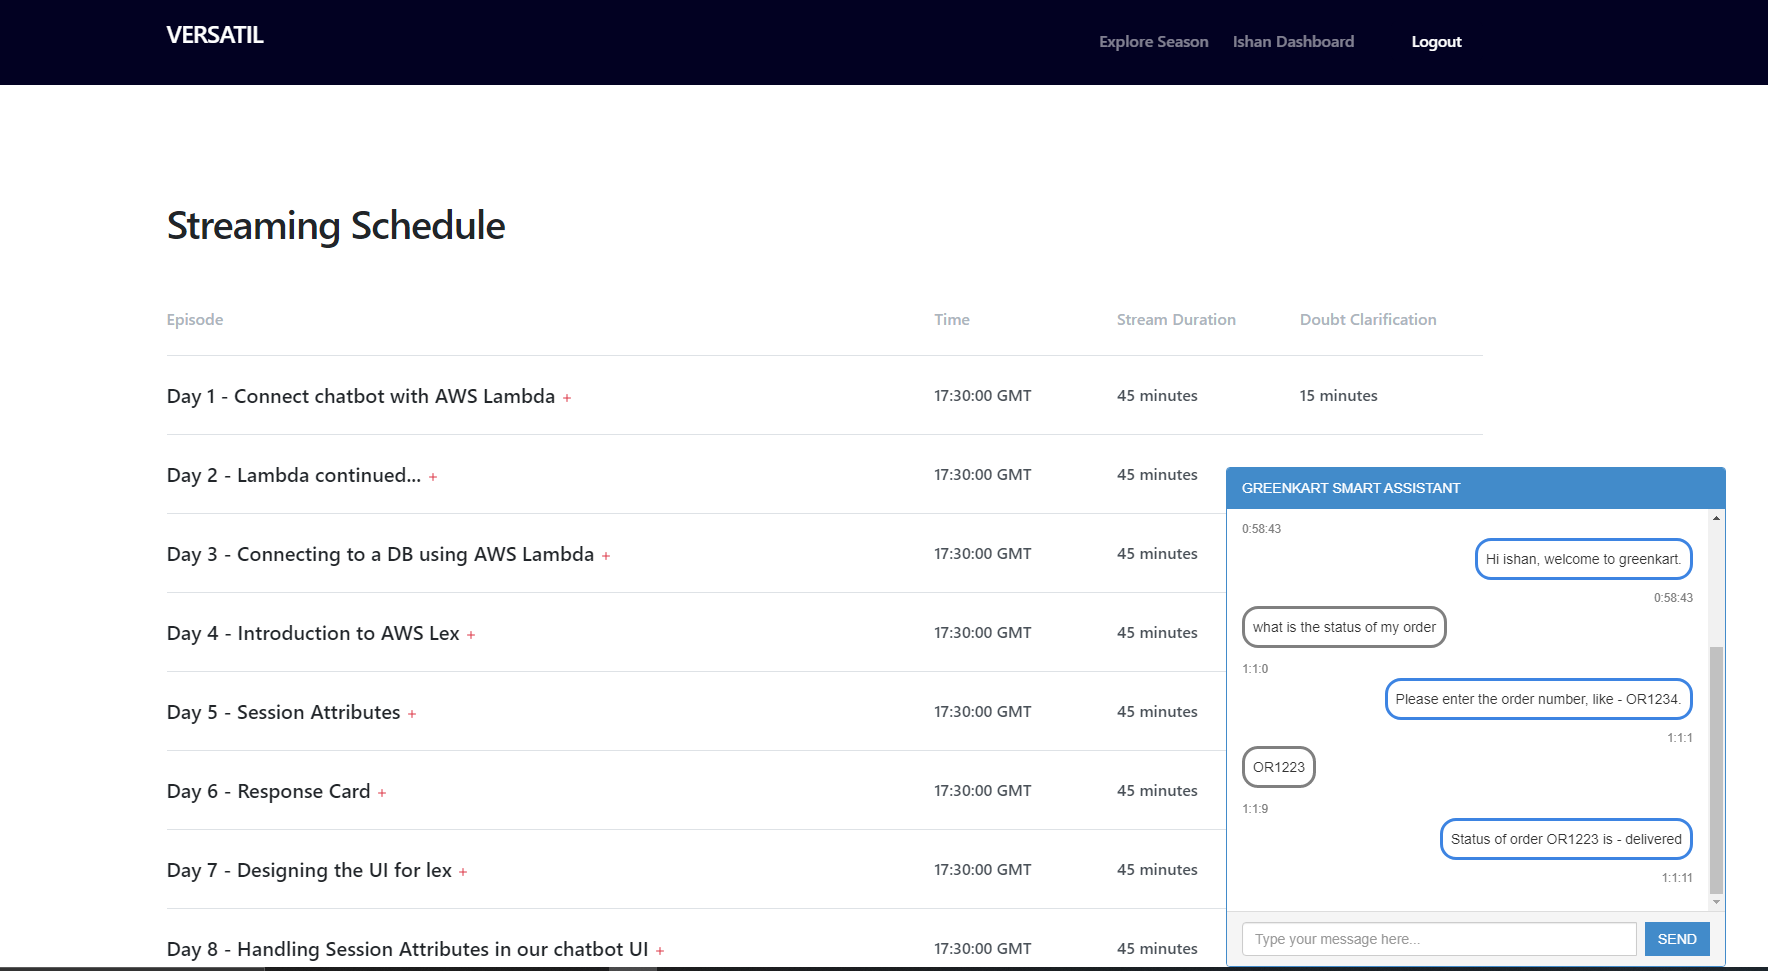 VERSATIL
Explore Season Ishan Dashboard Logout
Streaming Schedule
Episode Time Stream Duration Doubt Clarification
Day 1 - Connect chatbot with AWS Lambda + 17:30:00 GMT 45 minutes 15 minutes
Day 2 - Lambda continued... + 17:30:00 GMT 45 minutes
Day 3 - Connecting to a DB using AWS Lambda + 17:30:00 GMT 45 minutes
Day 4 - Introduction to AWS Lex + 17:30:00 GMT 45 minutes
Day 5 - Session Attributes + 17:30:00 GMT 45 minutes
Day 6 - Response Card + 17:30:00 GMT 45 minutes
Day 7 - Designing the UI for lex + 17:30:00 GMT 45 minutes
Day 8 - Handling Session Attributes in our chatbot UI + 17:30:00 GMT 45 minutes
GREENKART SMART ASSISTANT
0:58:43
Hi ishan, welcome to greenkart.
0:58:43
what is the status of my order
1:1:0
Please enter the order number, like - OR1234.
1:1:1
OR1223
1:1:9
Status of order OR1223 is - delivered
1:1:11
Type your message here... SEND